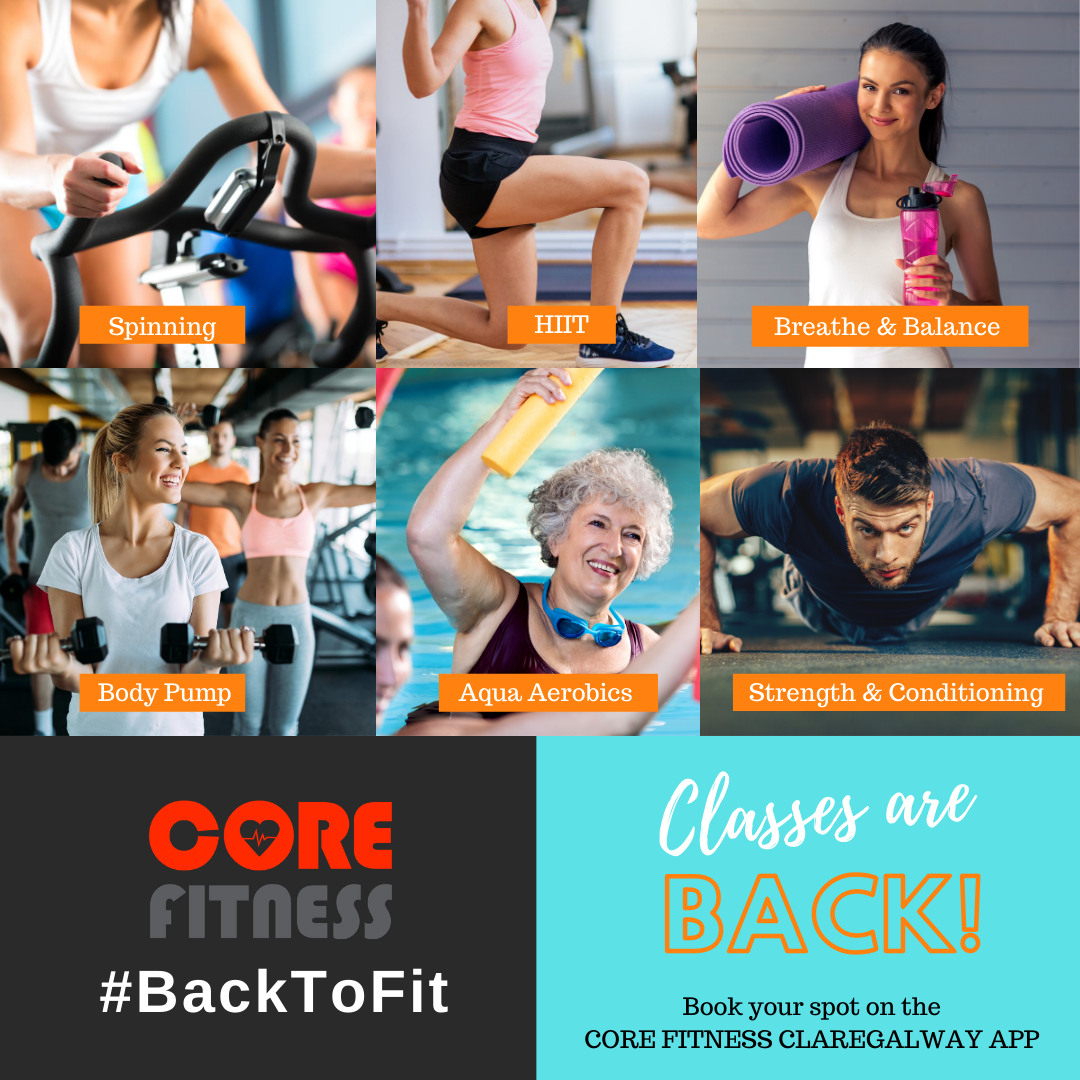 Spinning
HIIT
Breathe & Balance
Body Pump
Aqua Aerobics
Strength & Conditioning
CORE
FITNESS
#BackToFit
Classes are
BACK!
Book your spot on the
CORE FITNESS CLAREGALWAY APP